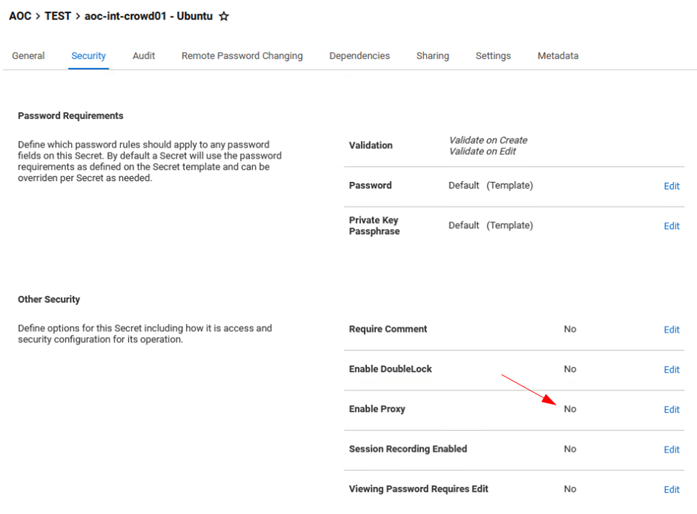 AOC > TEST > aoc-int-crowd01 - Ubuntu ☆
General Security Audit Remote Password Changing Dependencies Sharing Settings Metadata
Password Requirements
Define which password rules should apply to any password
fields on this Secret. By default a Secret will use the password
requirements as defined on the Secret template and can be
overriden per Secret as needed.
Validation
Validate on Create
Validate on Edit
Password Default (Template) Edit
Private Key
Passphrase
Default (Template) Edit
Other Security
Define options for this Secret including how it is access and
security configuration for its operation.
Require Comment No Edit
Enable DoubleLock No Edit
Enable Proxy No Edit
Session Recording Enabled No Edit
Viewing Password Requires Edit No Edit